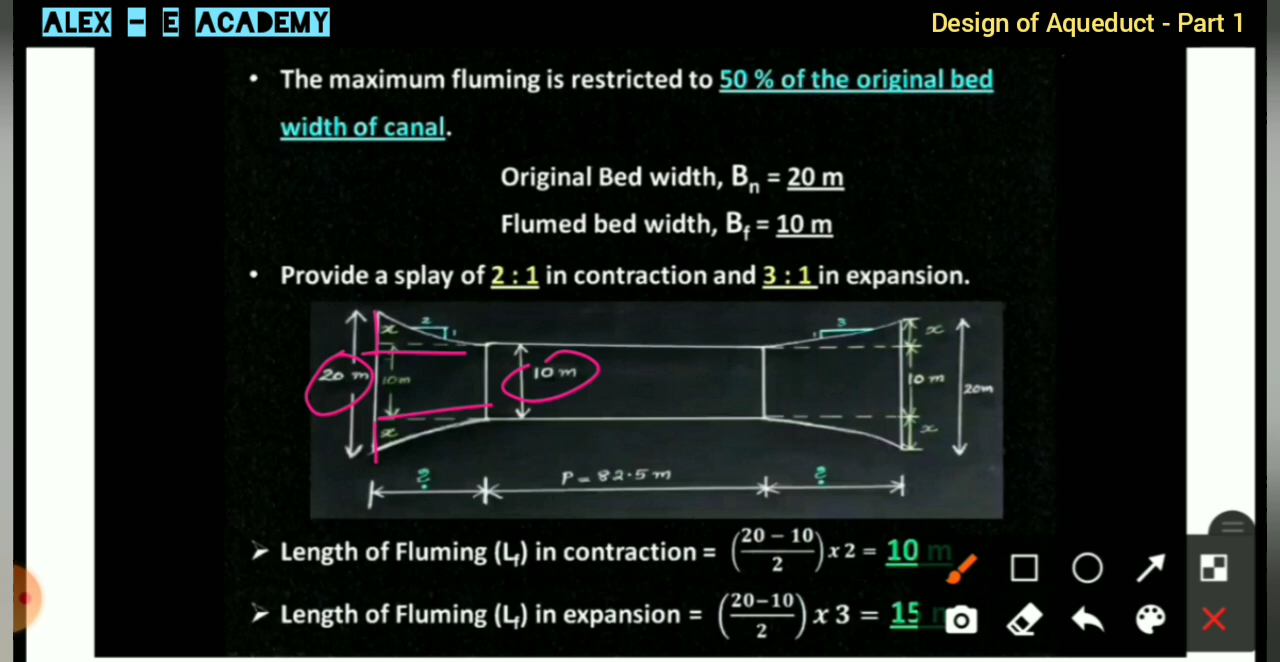 ALEX - E ACADEMY
Design of Aqueduct - Part 1
• The maximum fluming is restricted to 50 % of the original bed
width of canal.
Original Bed width, Bn = 20 m
Flumed bed width, Bf = 10 m
• Provide a splay of 2 : 1 in contraction and 3 : 1 in expansion.
x 2 1 3 1 x
20 m 10m 10 m 10 m 20m
x x
? P = 82.5 m ?
➢ Length of Fluming (Lf) in contraction = (20 − 10 / 2) x 2 = 10 m
➢ Length of Fluming (Lf) in expansion = (20−10 / 2) x 3 = 15